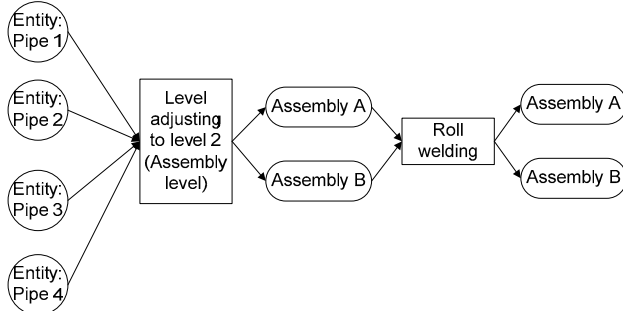 Entity:
Pipe 1
Entity:
Pipe 2
Entity:
Pipe 3
Entity:
Pipe 4
Level
adjusting
to level 2
(Assembly
level)
Assembly A
Assembly B
Roll
welding
Assembly A
Assembly B